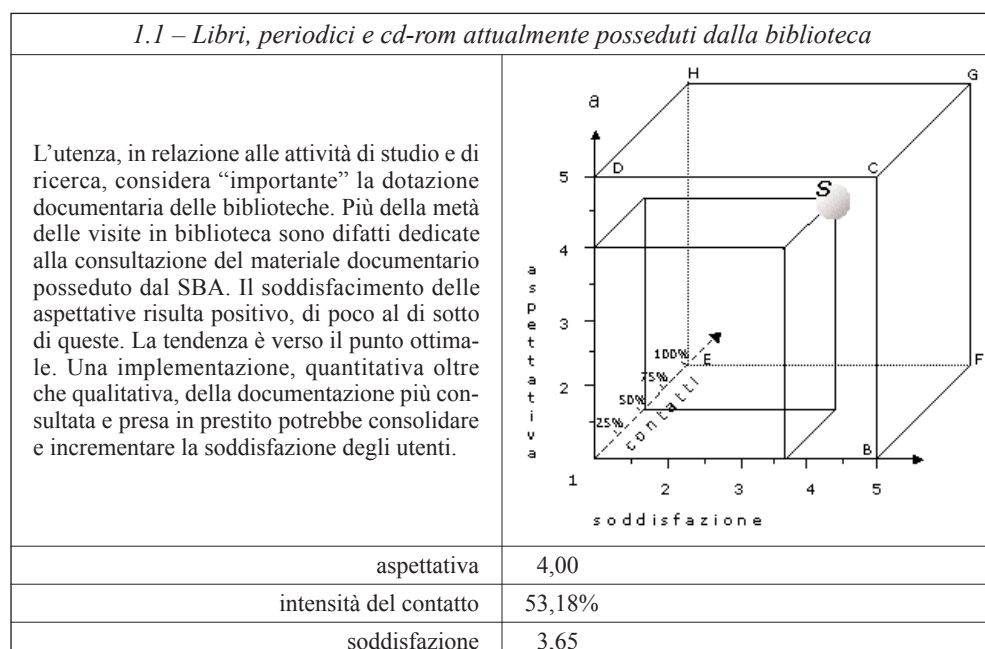 1.1 – Libri, periodici e cd-rom attualmente posseduti dalla biblioteca
L’utenza, in relazione alle attività di studio e di
ricerca, considera “importante” la dotazione
documentaria delle biblioteche. Più della metà
delle visite in biblioteca sono difatti dedicate
alla consultazione del materiale documentario
posseduto dal SBA. Il soddisfacimento delle
aspettative risulta positivo, di poco al di sotto
di queste. La tendenza è verso il punto ottima-
le. Una implementazione, quantitativa oltre
che qualitativa, della documentazione più con-
sultata e presa in prestito potrebbe consolidare
e incrementare la soddisfazione degli utenti.
H
G
a
D
C
5
S
4
aspettativa
3
100%
E
F
75%
2
50%
25%
contatti
B
1
2
3
4
5
soddisfazione
aspettativa 4,00
intensità del contatto 53,18%
soddisfazione 3,65